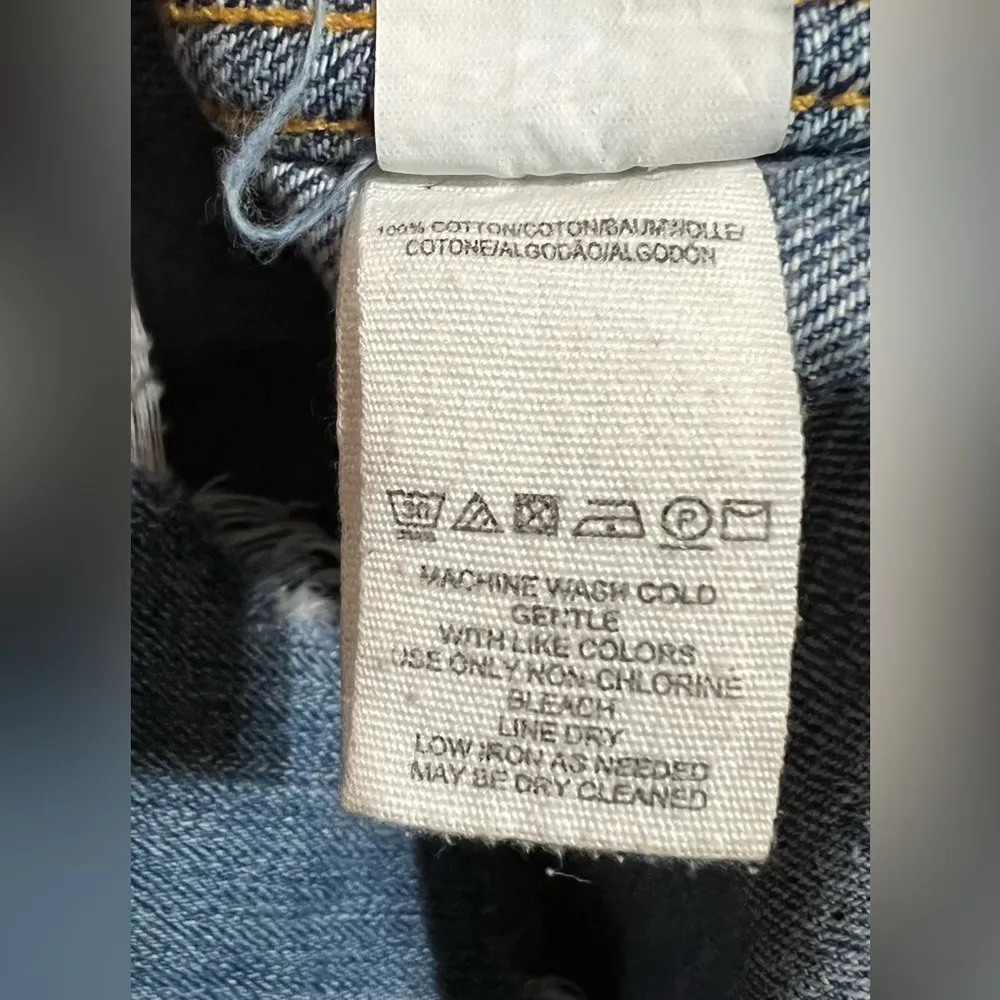 100% COTTON/COTON/BAUMWOLLE/
COTONE/ALGODÃO/ALGODÓN
30
MACHINE WASH COLD
GENTLE
WITH LIKE COLORS
USE ONLY NON-CHLORINE
BLEACH
LINE DRY
LOW IRON AS NEEDED
MAY BE DRY CLEANED